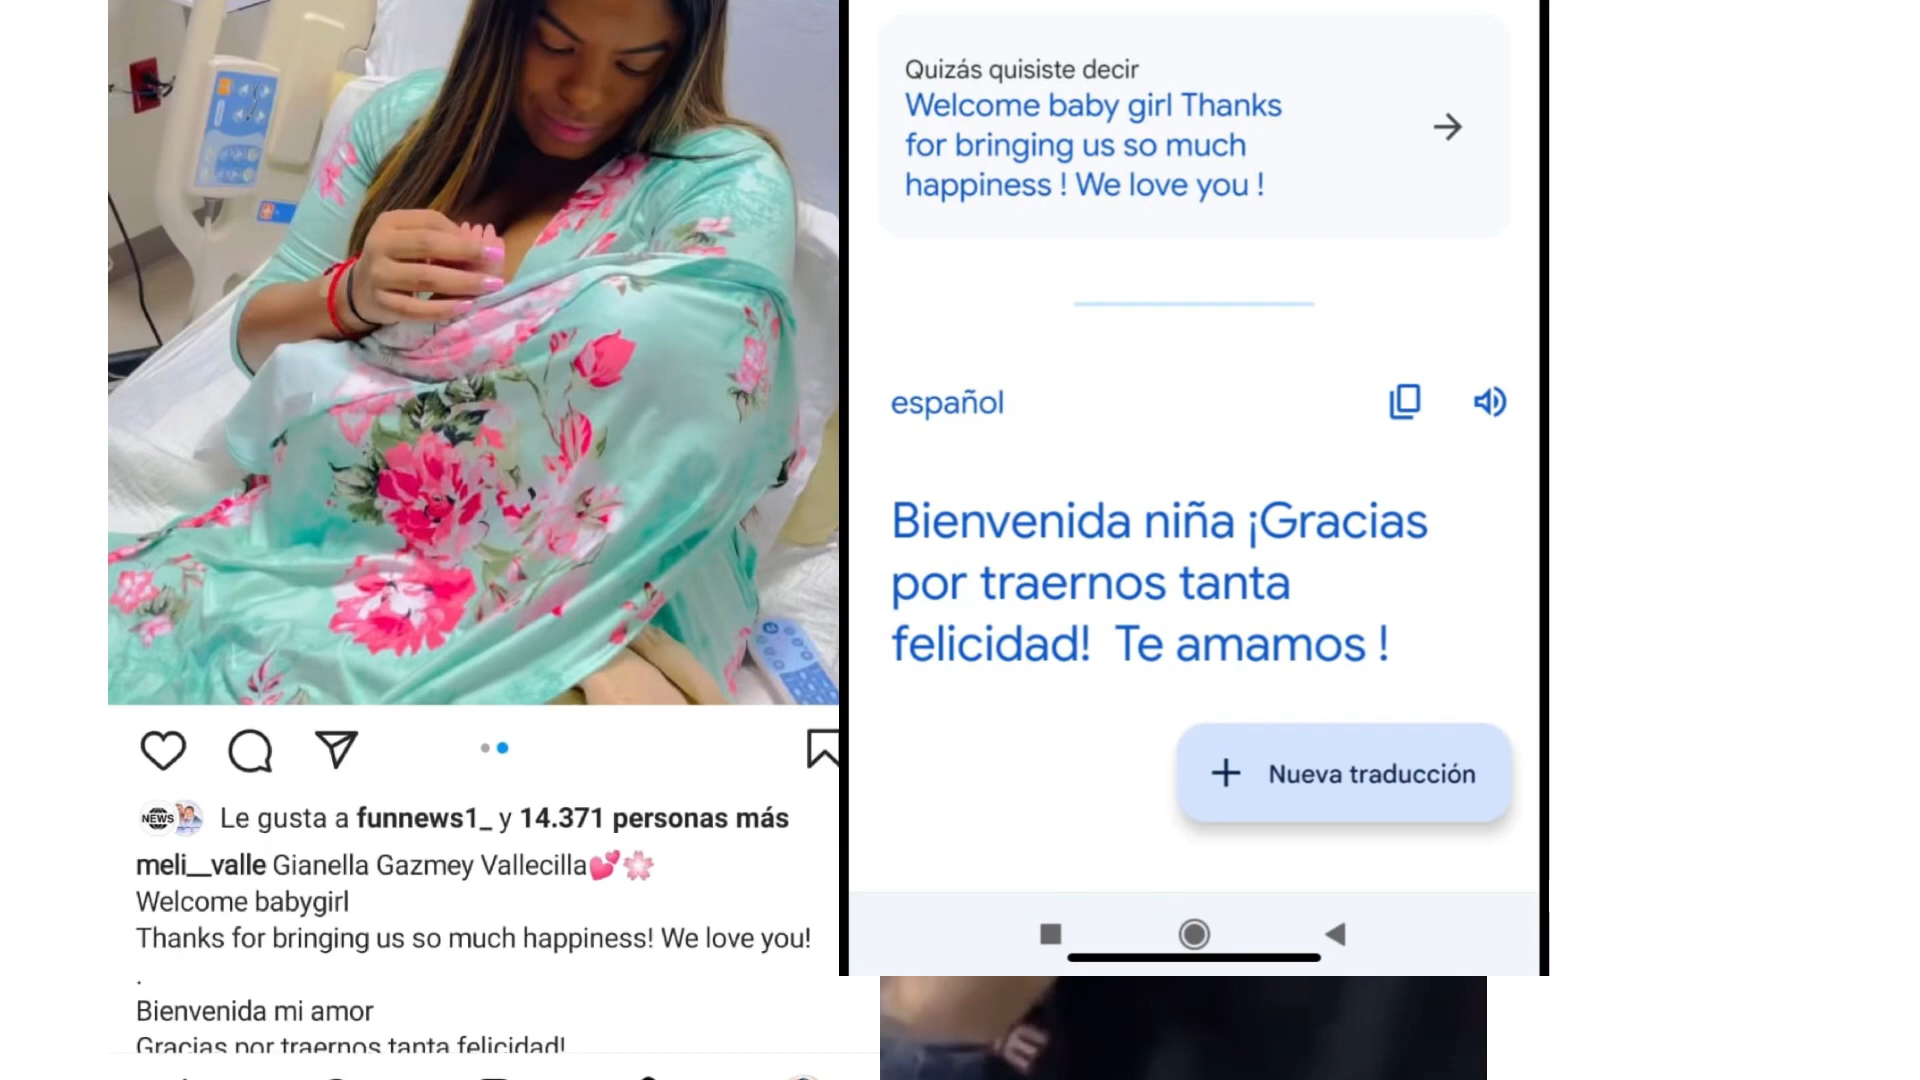 Le gusta a funnews1_ y 14.371 personas más
meli__valle Gianella Gazmey Vallecilla💕🌸
Welcome babygirl
Thanks for bringing us so much happiness! We love you!
.
Bienvenida mi amor
Gracias por traernos tanta felicidad!
NEWS
Quizás quisiste decir
Welcome baby girl Thanks
for bringing us so much
happiness ! We love you !
español
Bienvenida niña ¡Gracias
por traernos tanta
felicidad! Te amamos !
Nueva traducción